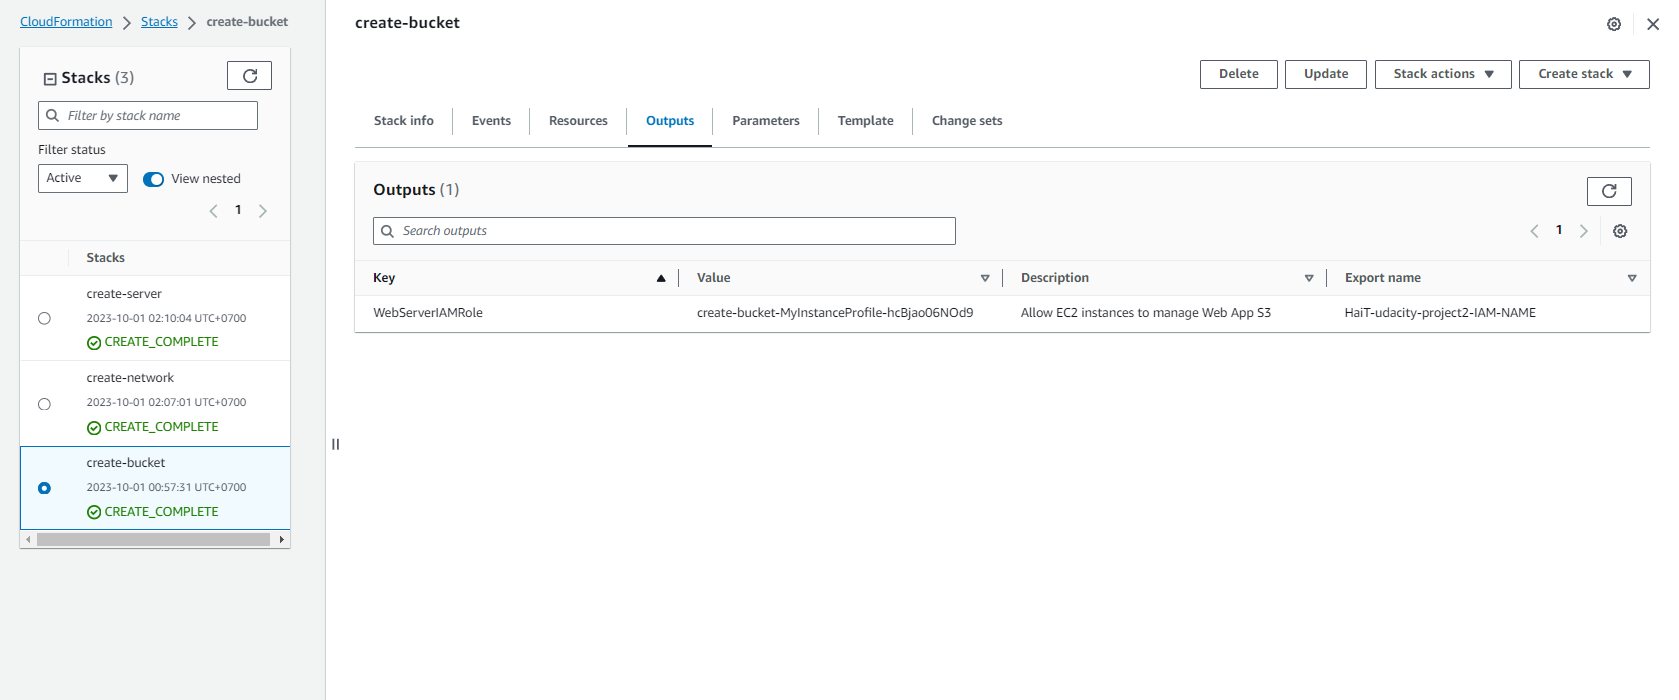 CloudFormation > Stacks > create-bucket
Stacks (3)
Filter by stack name
Filter status
Active
View nested
1
Stacks
create-server
2023-10-01 02:10:04 UTC+0700
CREATE_COMPLETE
create-network
2023-10-01 02:07:01 UTC+0700
CREATE_COMPLETE
create-bucket
2023-10-01 00:57:31 UTC+0700
CREATE_COMPLETE
create-bucket
Delete Update Stack actions Create stack
Stack info Events Resources Outputs Parameters Template Change sets
Outputs (1)
Search outputs
1
Key Value Description Export name
WebServerIAMRole create-bucket-MyInstanceProfile-hcBjao06NOd9 Allow EC2 instances to manage Web App S3 HaiT-udacity-project2-IAM-NAME